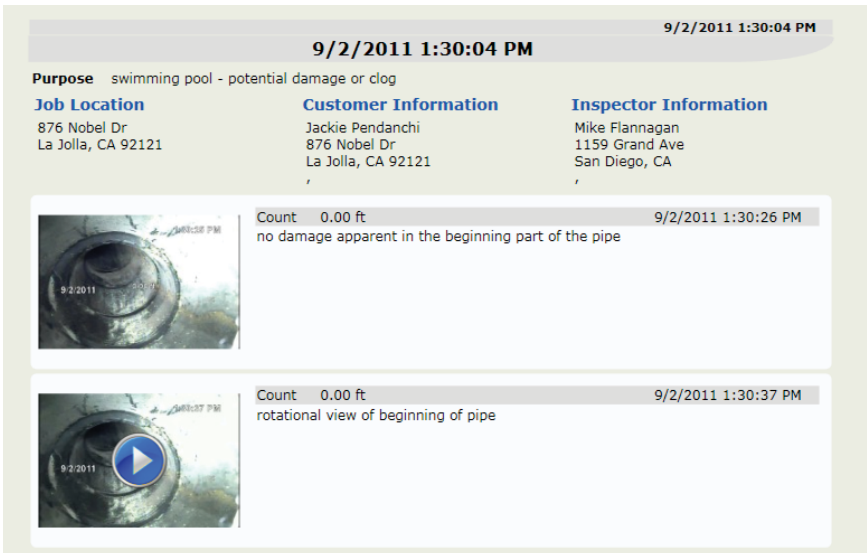 9/2/2011 1:30:04 PM
9/2/2011 1:30:04 PM
Purpose swimming pool - potential damage or clog
Job Location
876 Nobel Dr
La Jolla, CA 92121
Customer Information
Jackie Pendanchi
876 Nobel Dr
La Jolla, CA 92121
,
Inspector Information
Mike Flannagan
1159 Grand Ave
San Diego, CA
,
Count 0.00 ft 9/2/2011 1:30:26 PM
no damage apparent in the beginning part of the pipe
9/2/2011
Count 0.00 ft 9/2/2011 1:30:37 PM
rotational view of beginning of pipe
9/2/2011